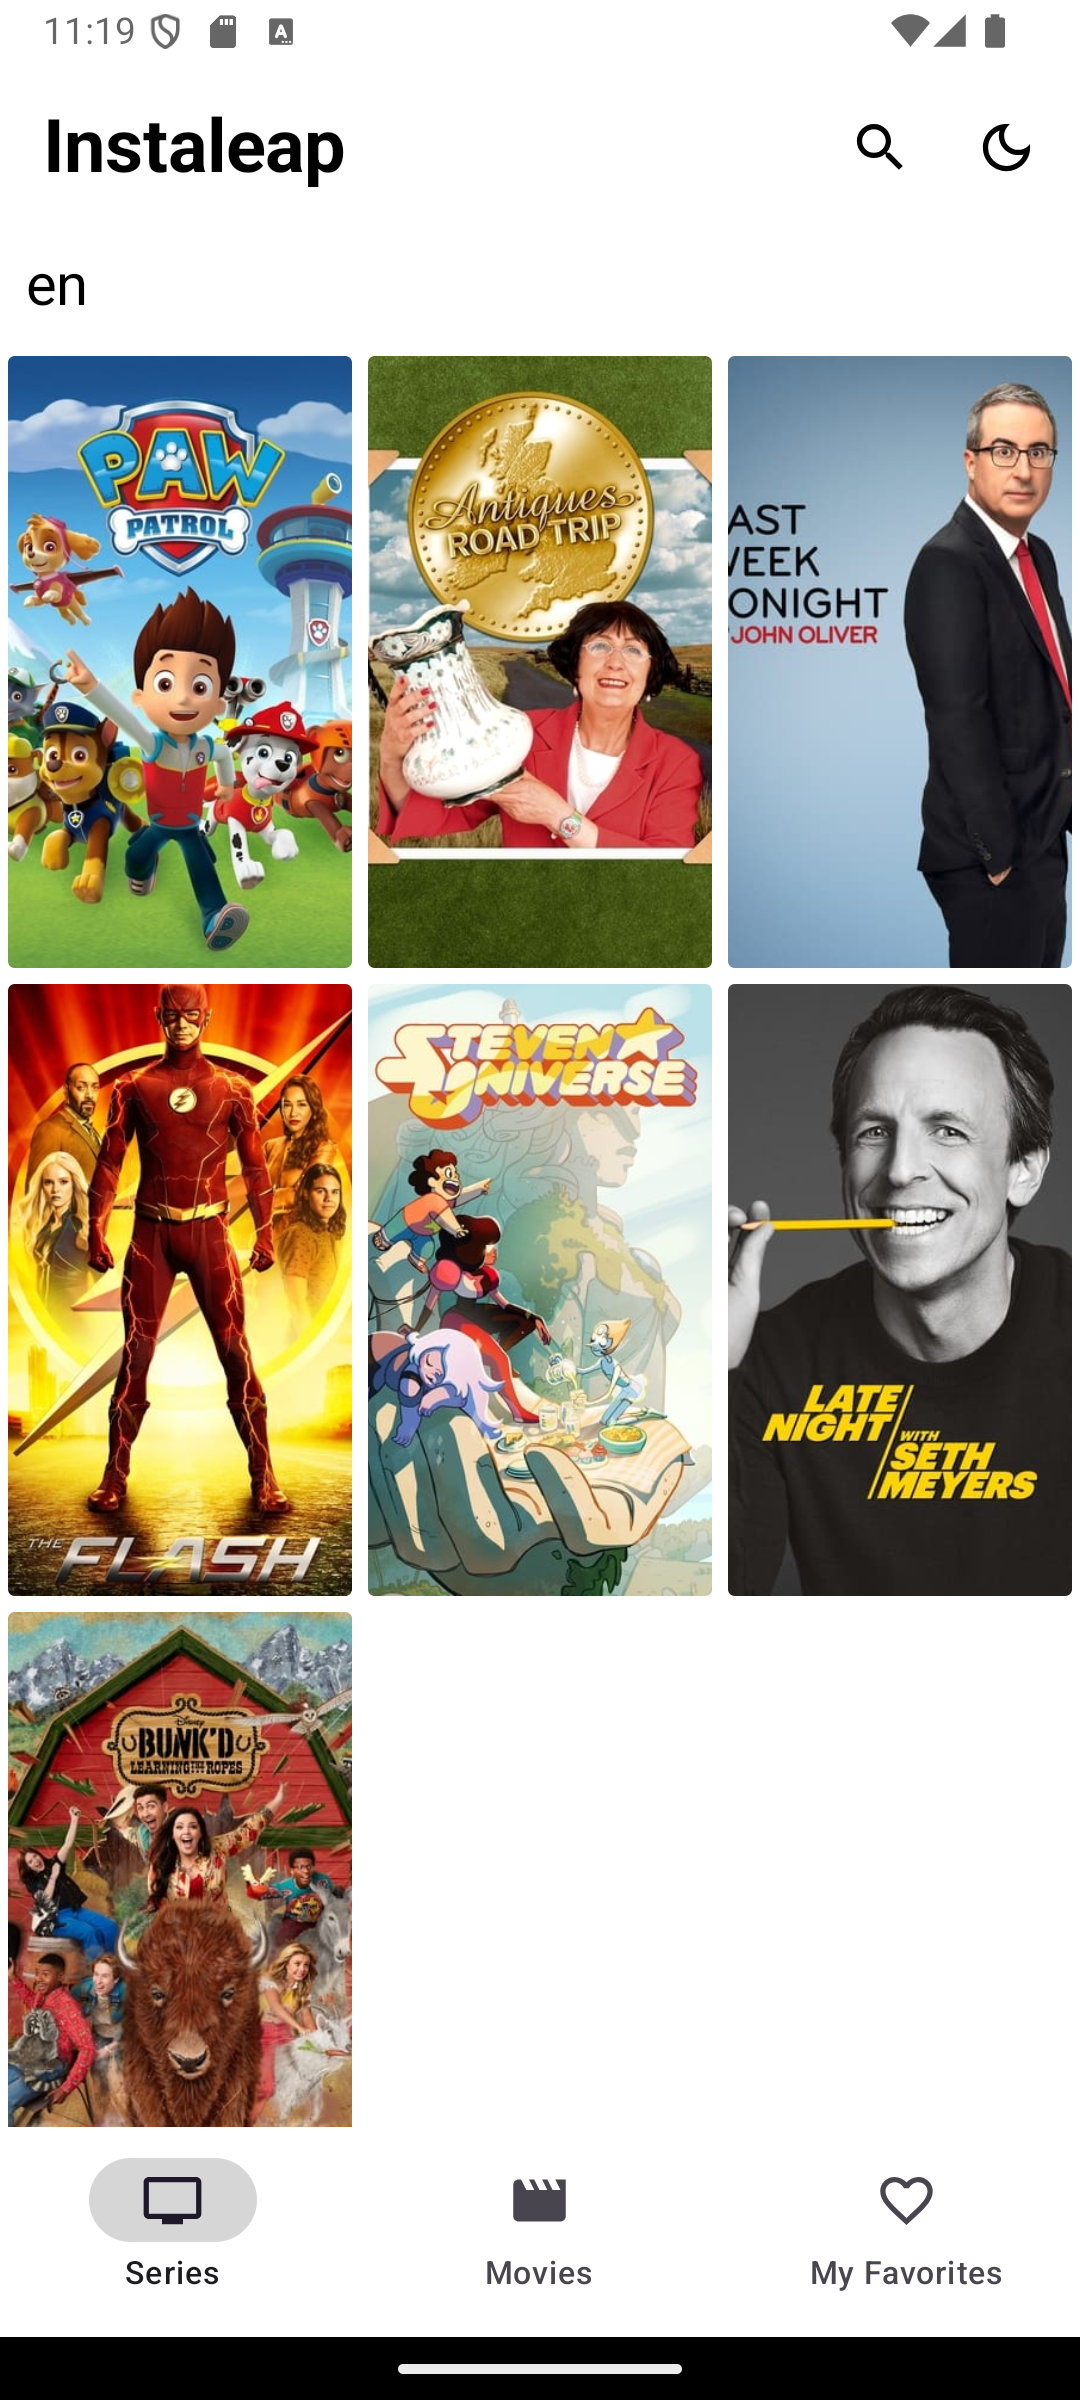 11:19
Instaleap
en
PAW
PATROL
Antiques
ROAD TRIP
AST
EEK
ONIGHT
JOHN OLIVER
THE FLASH
STEVEN
UNIVERSE
LATE
NIGHT
WITH
SETH
MEYERS
Disney
BUNK'D
LEARNING THE ROPES
Series
Movies
My Favorites